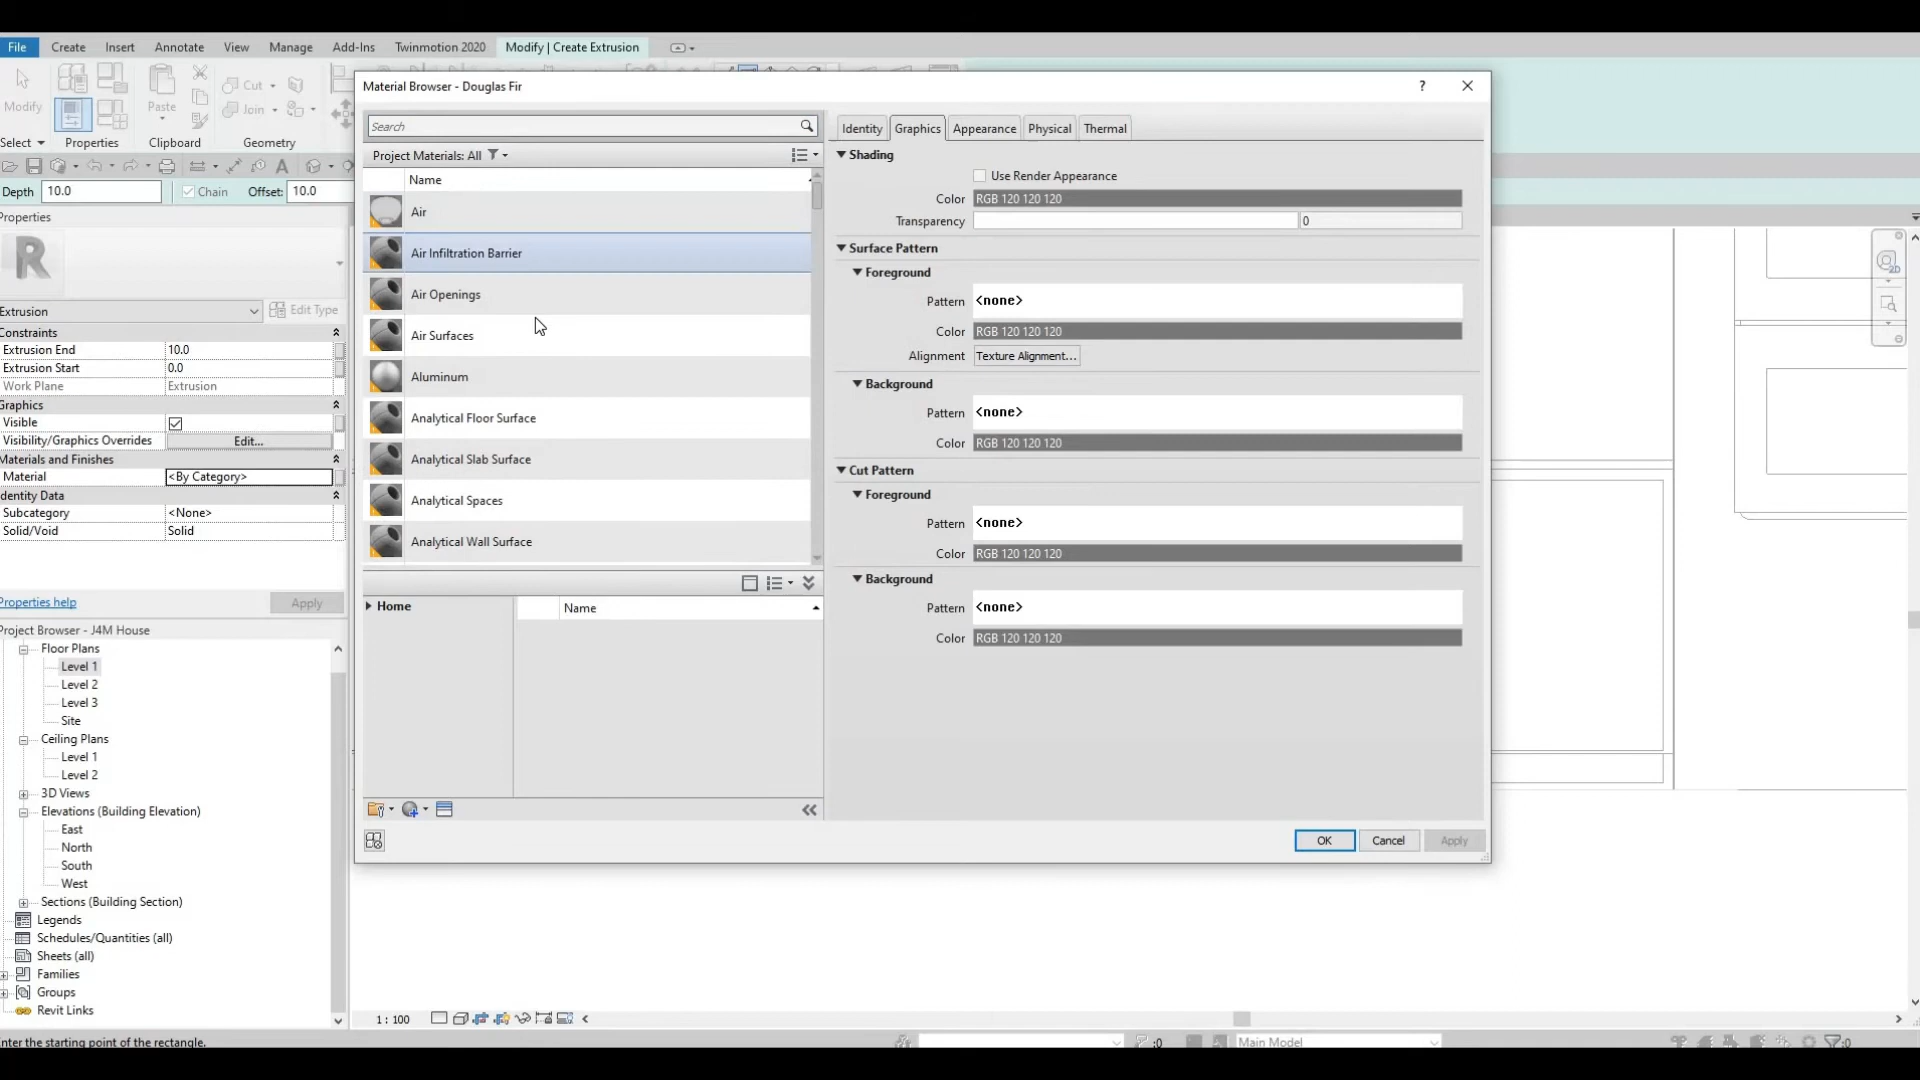 File Create Insert Annotate View Manage Add-Ins Twinmotion 2020 Modify | Create Extrusion
Modify
Paste
Cut
Join
Select Properties Clipboard Geometry
Depth 10.0 Chain Offset: 10.0
Properties
Extrusion Edit Type
Constraints
Extrusion End 10.0
Extrusion Start 0.0
Work Plane Extrusion
Graphics
Visible
Visibility/Graphics Overrides Edit...
Materials and Finishes
Material <By Category>
Identity Data
Subcategory <None>
Solid/Void Solid
Properties help Apply
Project Browser - J4M House
Floor Plans
Level 1
Level 2
Level 3
Site
Ceiling Plans
Level 1
Level 2
3D Views
Elevations (Building Elevation)
East
North
South
West
Sections (Building Section)
Legends
Schedules/Quantities (all)
Sheets (all)
Families
Groups
Revit Links
Material Browser - Douglas Fir
?
Search
Project Materials: All
Name
Air
Air Infiltration Barrier
Air Openings
Air Surfaces
Aluminum
Analytical Floor Surface
Analytical Slab Surface
Analytical Spaces
Analytical Wall Surface
Home
Name
Identity Graphics Appearance Physical Thermal
Shading
Use Render Appearance
Color RGB 120 120 120
Transparency 0
Surface Pattern
Foreground
Pattern <none>
Color RGB 120 120 120
Alignment Texture Alignment...
Background
Pattern <none>
Color RGB 120 120 120
Cut Pattern
Foreground
Pattern <none>
Color RGB 120 120 120
Background
Pattern <none>
Color RGB 120 120 120
OK Cancel Apply
2D
1 : 100
Enter the starting point of the rectangle.
:0
Main Model
:0